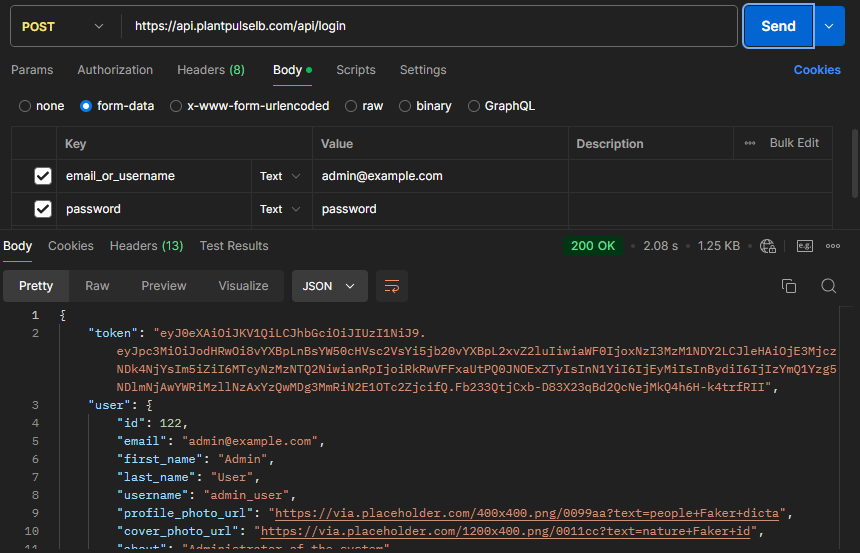 POST https://api.plantpulselb.com/api/login Send
Params Authorization Headers (8) Body Scripts Settings Cookies
none form-data x-www-form-urlencoded raw binary GraphQL
Key Value Description Bulk Edit
email_or_username Text admin@example.com
password Text password
Body Cookies Headers (13) Test Results 200 OK 2.08 s 1.25 KB e.g.
Pretty Raw Preview Visualize JSON
1 {
2 "token": "eyJ0eXAiOiJKV1QiLCJhbGciOiJIUzI1NiJ9.
eyJpc3MiOiJodHRwOi8vYXBpLnBsYW50cHVsc2VsYi5jb20vYXBpL2xvZ2luIiwiaWF0IjoxNzI3MzM1NDY2LCJleHAiOjE3Mjcz
NDk4NjYsIm5iZiI6MTcyNzMzNTQ2NiwianRpIjoiRkRwVFFxaUtPQ0JNOExZTyIsInN1YiI6IjEyMiIsInBydiI6IjIzYmQ1Yzg5
NDlmNjAwYWRiMzllNzAxYzQwMDg3MmRiN2E1OTc2ZjcifQ.Fb233QtjCxb-D83X23qBd2QcNejMkQ4h6H-k4trfRII",
3 "user": {
4 "id": 122,
5 "email": "admin@example.com",
6 "first_name": "Admin",
7 "last_name": "User",
8 "username": "admin_user",
9 "profile_photo_url": "https://via.placeholder.com/400x400.png/0099aa?text=people+Faker+dicta",
10 "cover_photo_url": "https://via.placeholder.com/1200x400.png/0011cc?text=nature+Faker+id",
11 "about": "Administrator of the system"